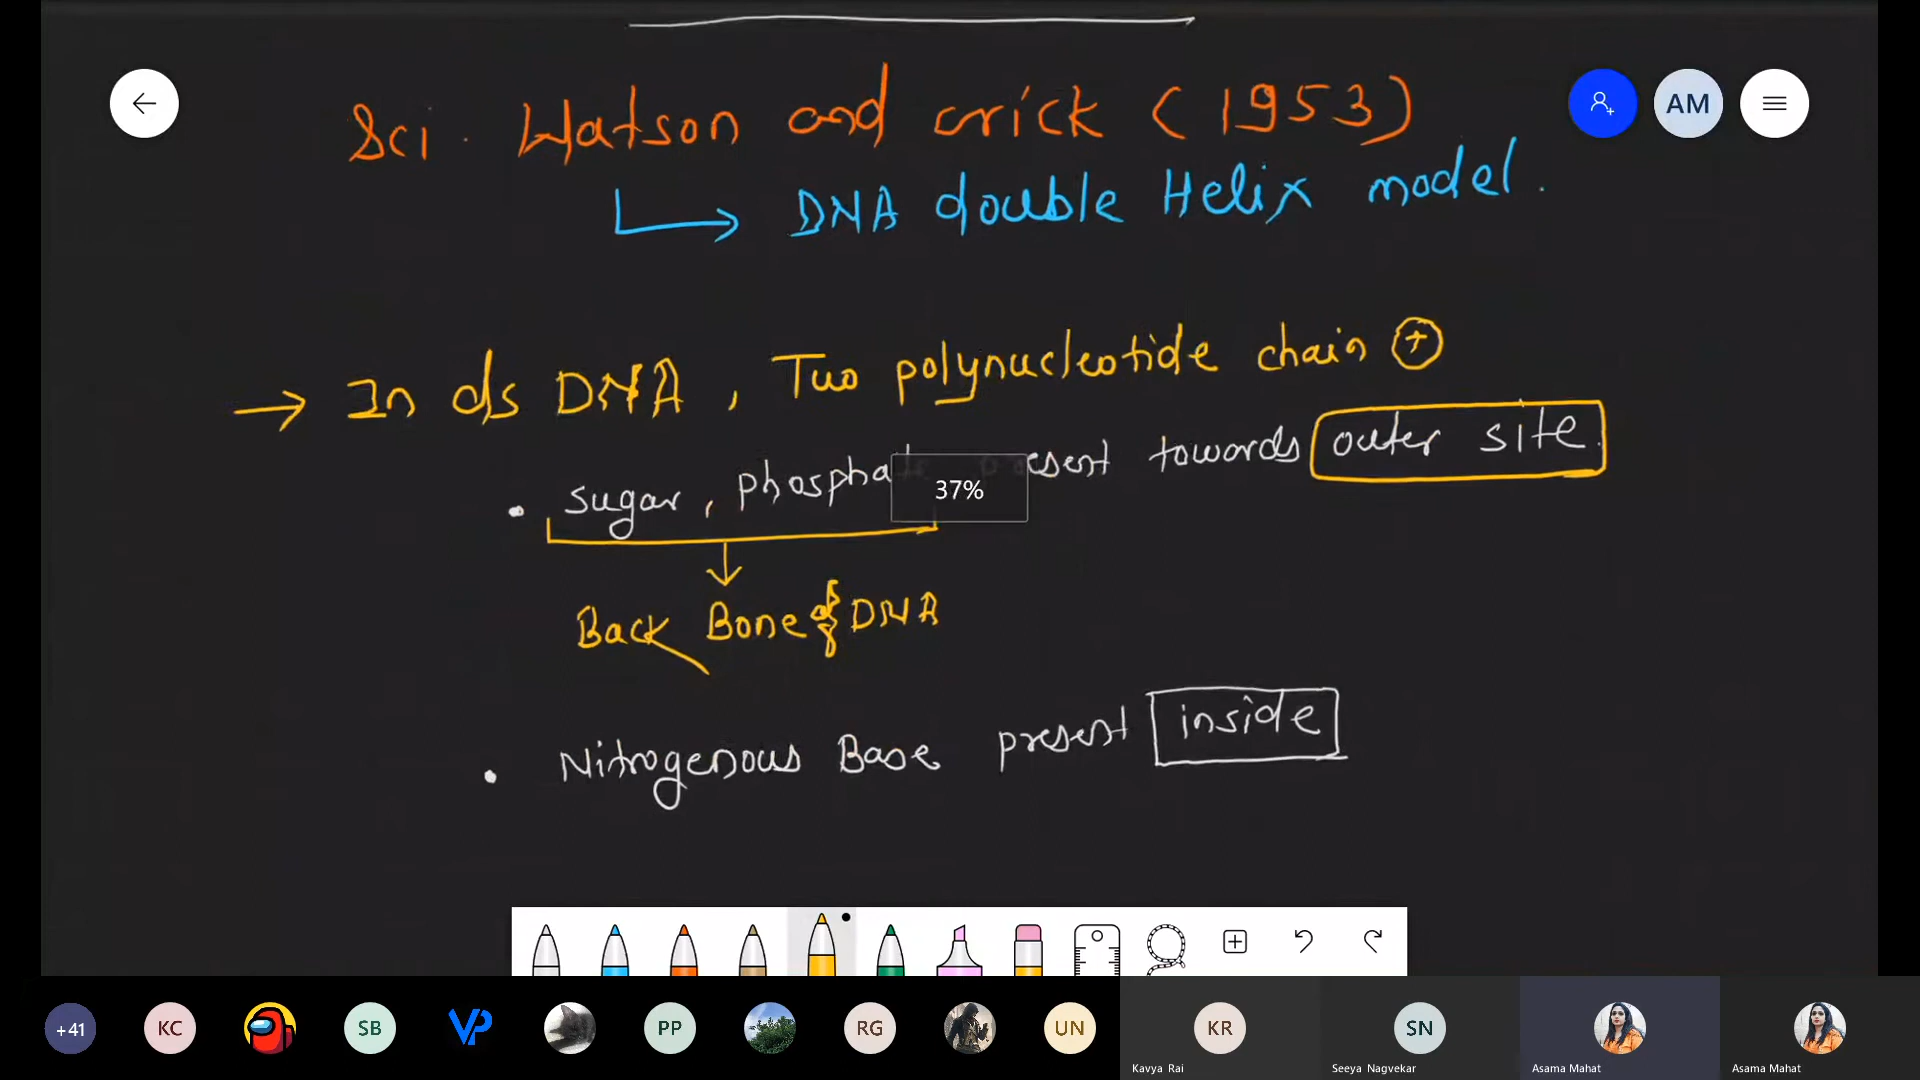 Sci. Watson and crick (1953)
AM
DNA double Helix model.
→ In ds DNA, Two polynucleotide chain ⊕
• sugar, phospha esent towards outer site.
37%
Back Bone of DNA
• Nitrogenous Base present inside
+41 KC SB VP PP RG UN KR SN
Kavya Rai Seeya Nagvekar Asama Mahat Asama Mahat